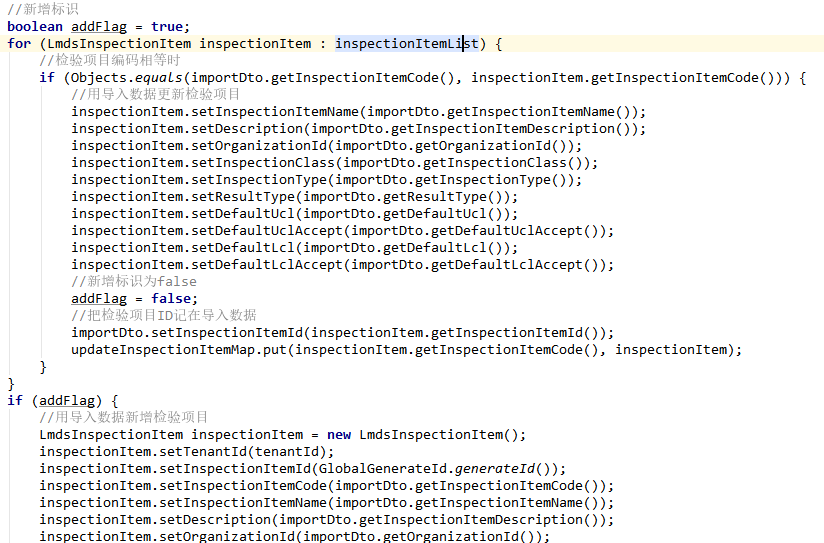 //新增标识
boolean addFlag = true;
for (LmdsInspectionItem inspectionItem : inspectionItemList) {
//检验项目编码相等时
if (Objects.equals(importDto.getInspectionItemCode(), inspectionItem.getInspectionItemCode())) {
//用导入数据更新检验项目
inspectionItem.setInspectionItemName(importDto.getInspectionItemName());
inspectionItem.setDescription(importDto.getInspectionItemDescription());
inspectionItem.setOrganizationId(importDto.getOrganizationId());
inspectionItem.setInspectionClass(importDto.getInspectionClass());
inspectionItem.setInspectionType(importDto.getInspectionType());
inspectionItem.setResultType(importDto.getResultType());
inspectionItem.setDefaultUcl(importDto.getDefaultUcl());
inspectionItem.setDefaultUclAccept(importDto.getDefaultUclAccept());
inspectionItem.setDefaultLcl(importDto.getDefaultLcl());
inspectionItem.setDefaultLclAccept(importDto.getDefaultLclAccept());
//新增标识为false
addFlag = false;
//把检验项目ID记在导入数据
importDto.setInspectionItemId(inspectionItem.getInspectionItemId());
updateInspectionItemMap.put(inspectionItem.getInspectionItemCode(), inspectionItem);
}
}
if (addFlag) {
//用导入数据新增检验项目
LmdsInspectionItem inspectionItem = new LmdsInspectionItem();
inspectionItem.setTenantId(tenantId);
inspectionItem.setInspectionItemId(GlobalGenerateId.generateId());
inspectionItem.setInspectionItemCode(importDto.getInspectionItemCode());
inspectionItem.setInspectionItemName(importDto.getInspectionItemName());
inspectionItem.setDescription(importDto.getInspectionItemDescription());
inspectionItem.setOrganizationId(importDto.getOrganizationId());